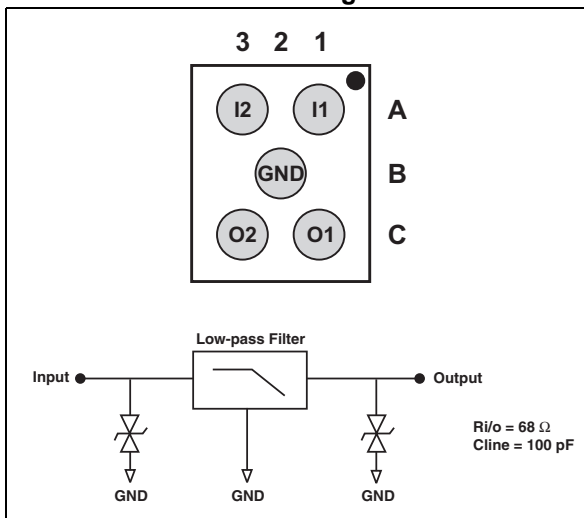 3 2 1
I2 I1 A
GND B
O2 O1 C
Low-pass Filter
Input Output
Ri/o = 68 Ω
Cline = 100 pF
GND GND GND